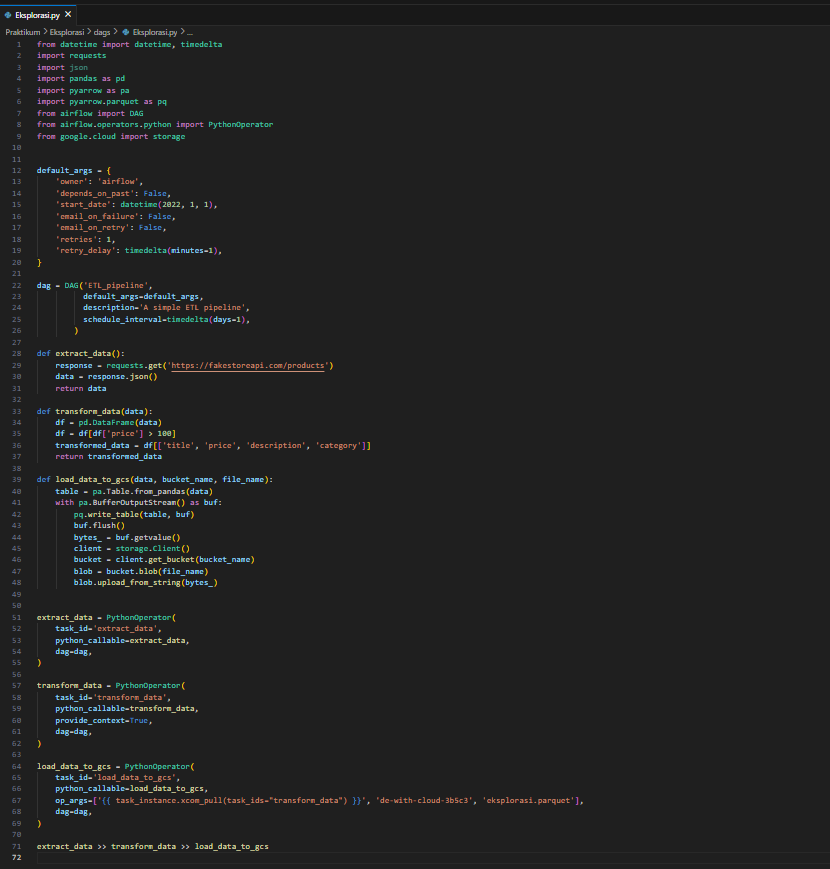 Eksplorasi.py ×
Praktikum > Eksplorasi > dags > Eksplorasi.py > ...
1 from datetime import datetime, timedelta
2 import requests
3 import json
4 import pandas as pd
5 import pyarrow as pa
6 import pyarrow.parquet as pq
7 from airflow import DAG
8 from airflow.operators.python import PythonOperator
9 from google.cloud import storage
10
11
12 default_args = {
13     'owner': 'airflow',
14     'depends_on_past': False,
15     'start_date': datetime(2022, 1, 1),
16     'email_on_failure': False,
17     'email_on_retry': False,
18     'retries': 1,
19     'retry_delay': timedelta(minutes=1),
20 }
21
22 dag = DAG('ETL_pipeline',
23           default_args=default_args,
24           description='A simple ETL pipeline',
25           schedule_interval=timedelta(days=1),
26         )
27
28 def extract_data():
29     response = requests.get('https://fakestoreapi.com/products')
30     data = response.json()
31     return data
32
33 def transform_data(data):
34     df = pd.DataFrame(data)
35     df = df[df['price'] > 100]
36     transformed_data = df[['title', 'price', 'description', 'category']]
37     return transformed_data
38
39 def load_data_to_gcs(data, bucket_name, file_name):
40     table = pa.Table.from_pandas(data)
41     with pa.BufferOutputStream() as buf:
42         pq.write_table(table, buf)
43         buf.flush()
44         bytes_ = buf.getvalue()
45         client = storage.Client()
46         bucket = client.get_bucket(bucket_name)
47         blob = bucket.blob(file_name)
48         blob.upload_from_string(bytes_)
49
50
51 extract_data = PythonOperator(
52     task_id='extract_data',
53     python_callable=extract_data,
54     dag=dag,
55 )
56
57 transform_data = PythonOperator(
58     task_id='transform_data',
59     python_callable=transform_data,
60     provide_context=True,
61     dag=dag,
62 )
63
64 load_data_to_gcs = PythonOperator(
65     task_id='load_data_to_gcs',
66     python_callable=load_data_to_gcs,
67     op_args=['{{ task_instance.xcom_pull(task_ids="transform_data") }}', 'de-with-cloud-3b5c3', 'eksplorasi.parquet'],
68     dag=dag,
69 )
70
71 extract_data >> transform_data >> load_data_to_gcs
72